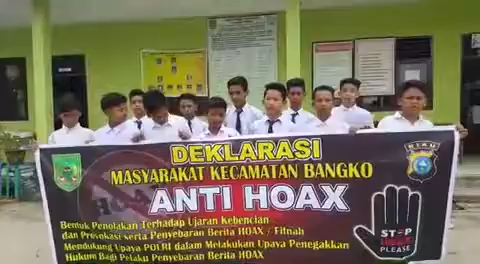 DEKLARASI
MASYARAKAT KECAMATAN BANGKO
ANTI HOAX
Bentuk Penolakan Terhadap Ujaran Kebencian
dan Provokasi serta Penyebaran Berita HOAX / Fitnah
Mendukung Upaya POLRI dalam Melakukan Upaya Penegakkan
Hukum Bagi Pelaku Penyebaran Berita HOAX
RIAU
STOP
PLEASE